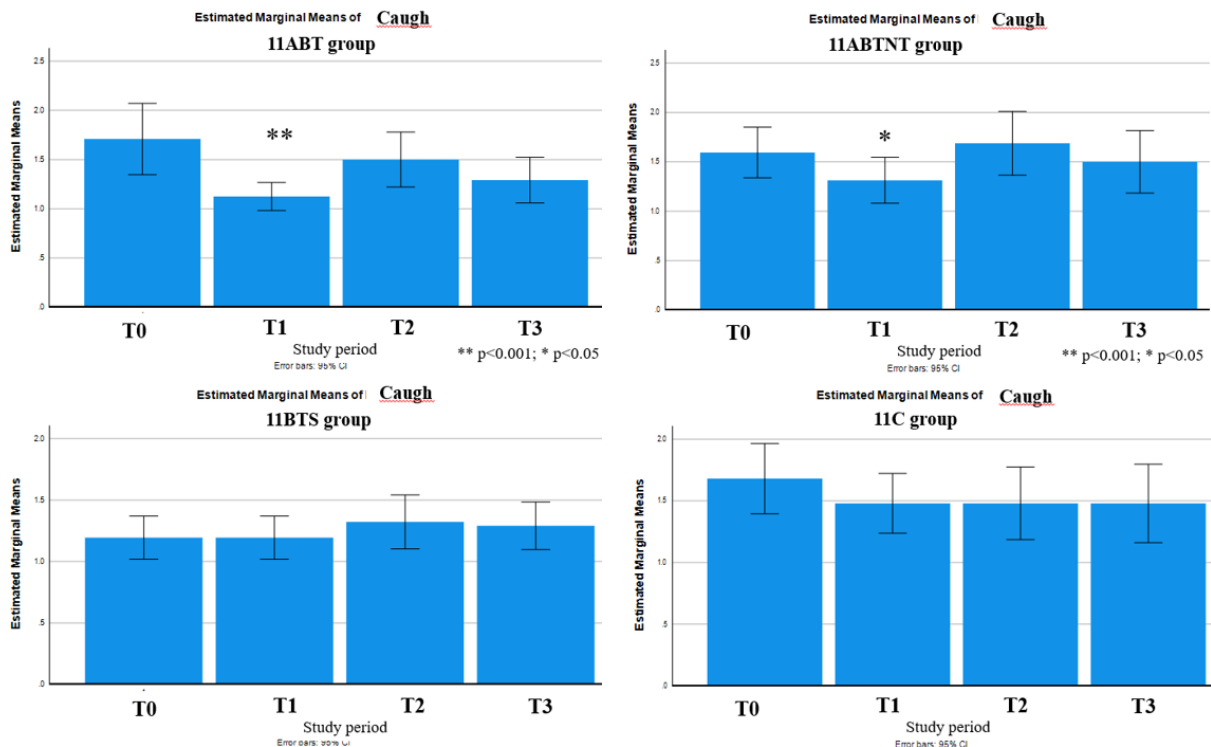 Estimated Marginal Means of Caugh
11ABT group
Estimated Marginal Means
2.5
2.0
1.5
1.0
.5
.0
**
T0 T1 T2 T3
Study period
** p<0.001; * p<0.05
Error bars: 95% CI
Estimated Marginal Means of Caugh
11ABTNT group
Estimated Marginal Means
2.5
2.0
1.5
1.0
.5
.0
*
T0 T1 T2 T3
Study period
** p<0.001; * p<0.05
Error bars: 95% CI
Estimated Marginal Means of Caugh
11BTS group
Estimated Marginal Means
2.0
1.5
1.0
.5
.0
T0 T1 T2 T3
Study period
Error bars: 95% CI
Estimated Marginal Means of Caugh
11C group
Estimated Marginal Means
2.0
1.5
1.0
.5
.0
T0 T1 T2 T3
Study period
Error bars: 95% CI